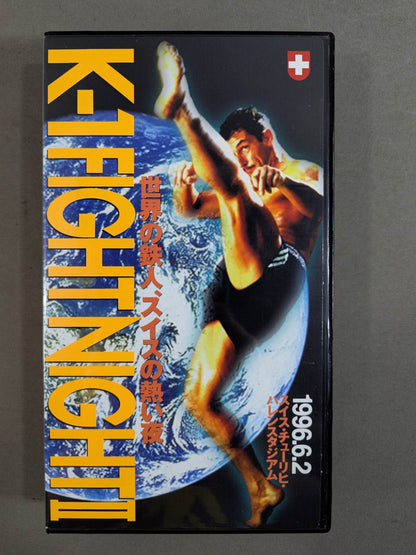 K-1 FIGHT NIGHT II
世界の鉄人、スイスの熱い夜
1996.6.2
スイス・チューリヒ・
ハレンスタジアム